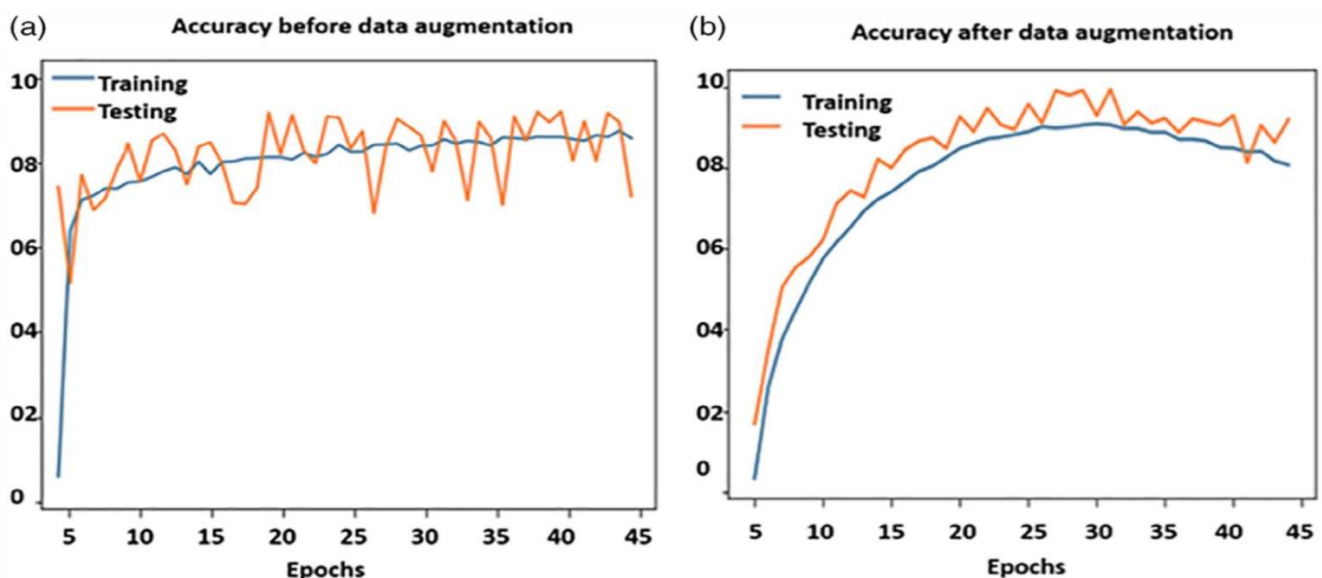 (a) Accuracy before data augmentation
10
Training
Testing
08
06
04
02
0
5 10 15 20 25 30 35 40 45
Epochs
(b) Accuracy after data augmentation
10
Training
Testing
08
06
04
02
0
5 10 15 20 25 30 35 40 45
Epochs